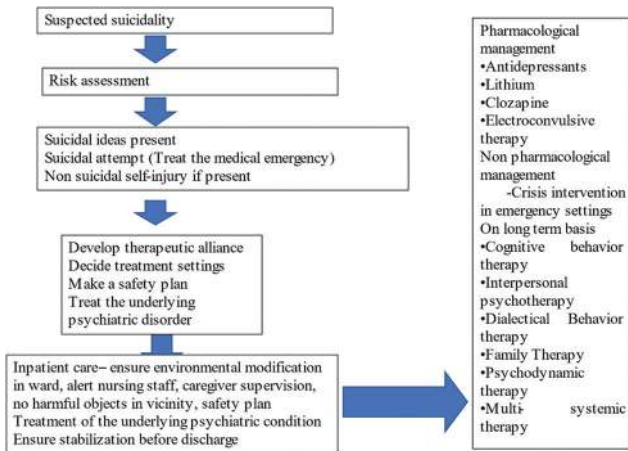 Suspected suicidality
Risk assessment
Suicidal ideas present
Suicidal attempt (Treat the medical emergency)
Non suicidal self-injury if present
Develop therapeutic alliance
Decide treatment settings
Make a safety plan
Treat the underlying
psychiatric disorder
Inpatient care– ensure environmental modification
in ward, alert nursing staff, caregiver supervision,
no harmful objects in vicinity, safety plan
Treatment of the underlying psychiatric condition
Ensure stabilization before discharge
Pharmacological
management
•Antidepressants
•Lithium
•Clozapine
•Electroconvulsive
therapy
Non pharmacological
management
-Crisis intervention
in emergency settings
On long term basis
•Cognitive behavior
therapy
•Interpersonal
psychotherapy
•Dialectical Behavior
therapy
•Family Therapy
•Psychodynamic
therapy
•Multi- systemic
therapy